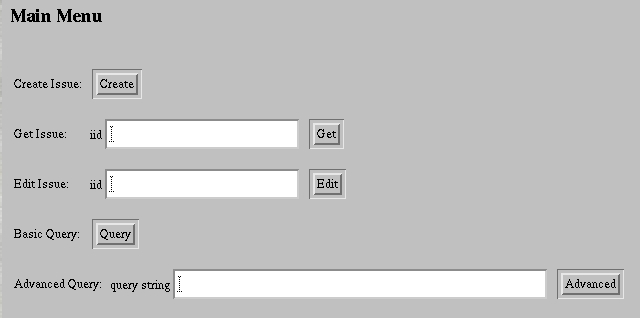 Main Menu
Create Issue: Create
Get Issue: iid Get
Edit Issue: iid Edit
Basic Query: Query
Advanced Query: query string Advanced